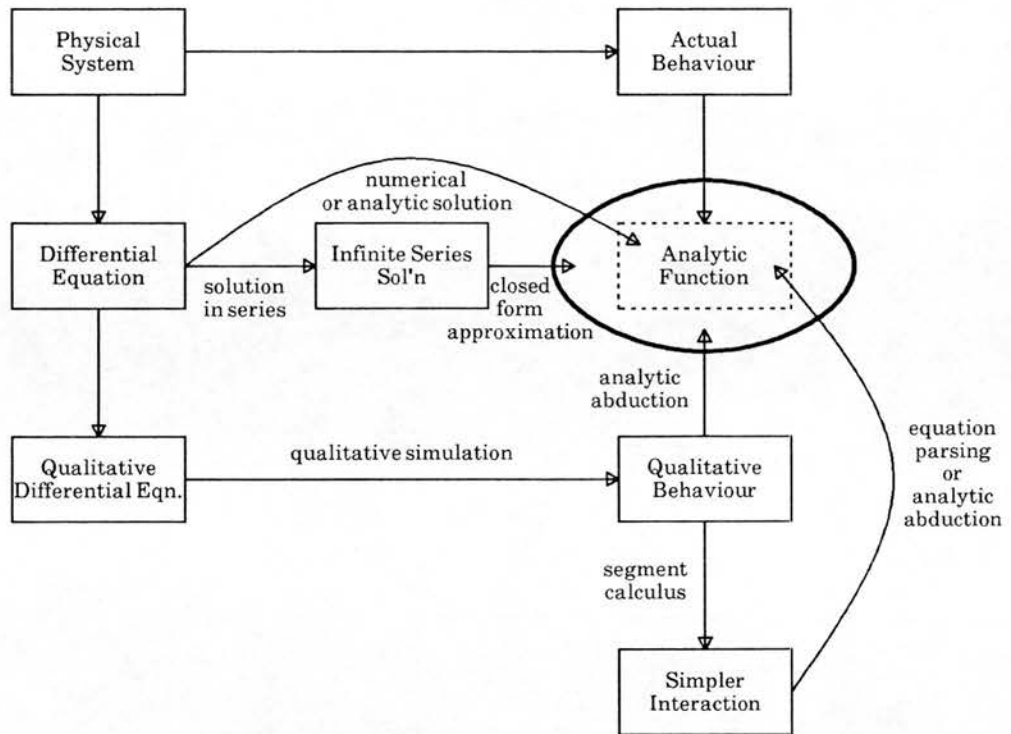 Physical
System
Actual
Behaviour
numerical
or analytic solution
Differential
Equation
solution
in series
Infinite Series
Sol'n
closed
form
approximation
Analytic
Function
analytic
abduction
equation
parsing
or
analytic
abduction
Qualitative
Differential Eqn.
qualitative simulation
Qualitative
Behaviour
segment
calculus
Simpler
Interaction